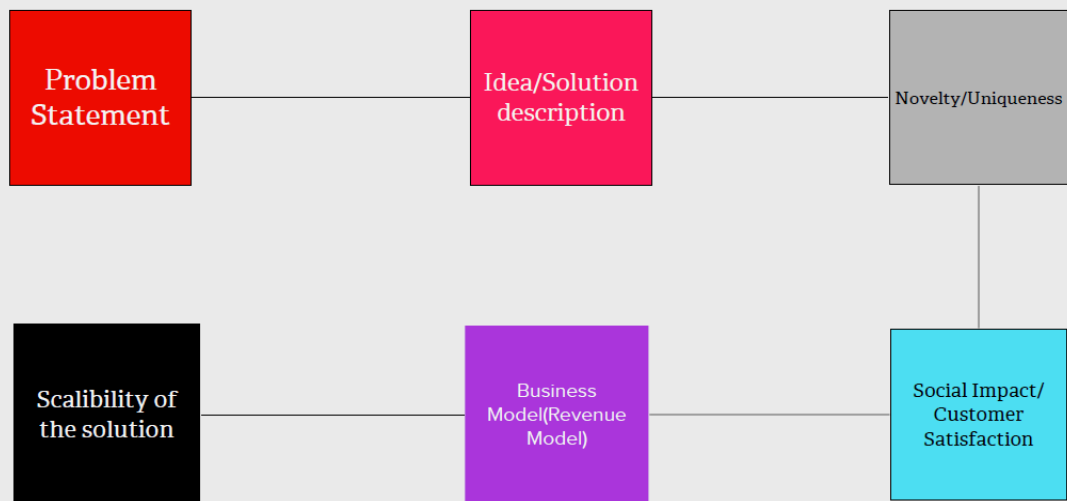 Problem
Statement
Idea/Solution
description
Novelty/Uniqueness
Scalibility of
the solution
Business
Model(Revenue
Model)
Social Impact/
Customer
Satisfaction